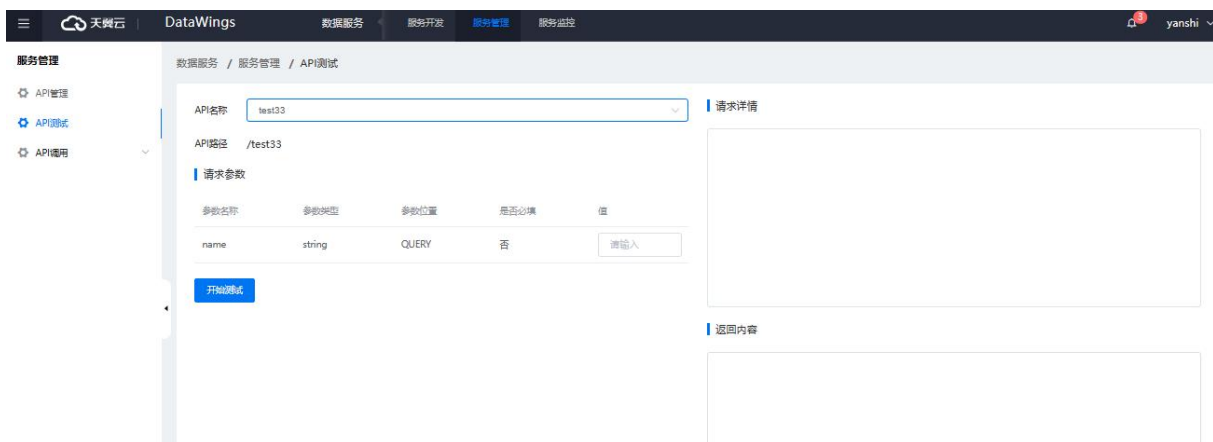 天翼云 DataWings 数据服务 服务开发 服务管理 服务监控 3 yanshi
服务管理
API管理
API测试
API调用
数据服务 / 服务管理 / API测试
API名称 test33
API路径 /test33
请求参数
参数名称 参数类型 参数位置 是否必填 值
name string QUERY 否 请输入
开始测试
请求详情
返回内容